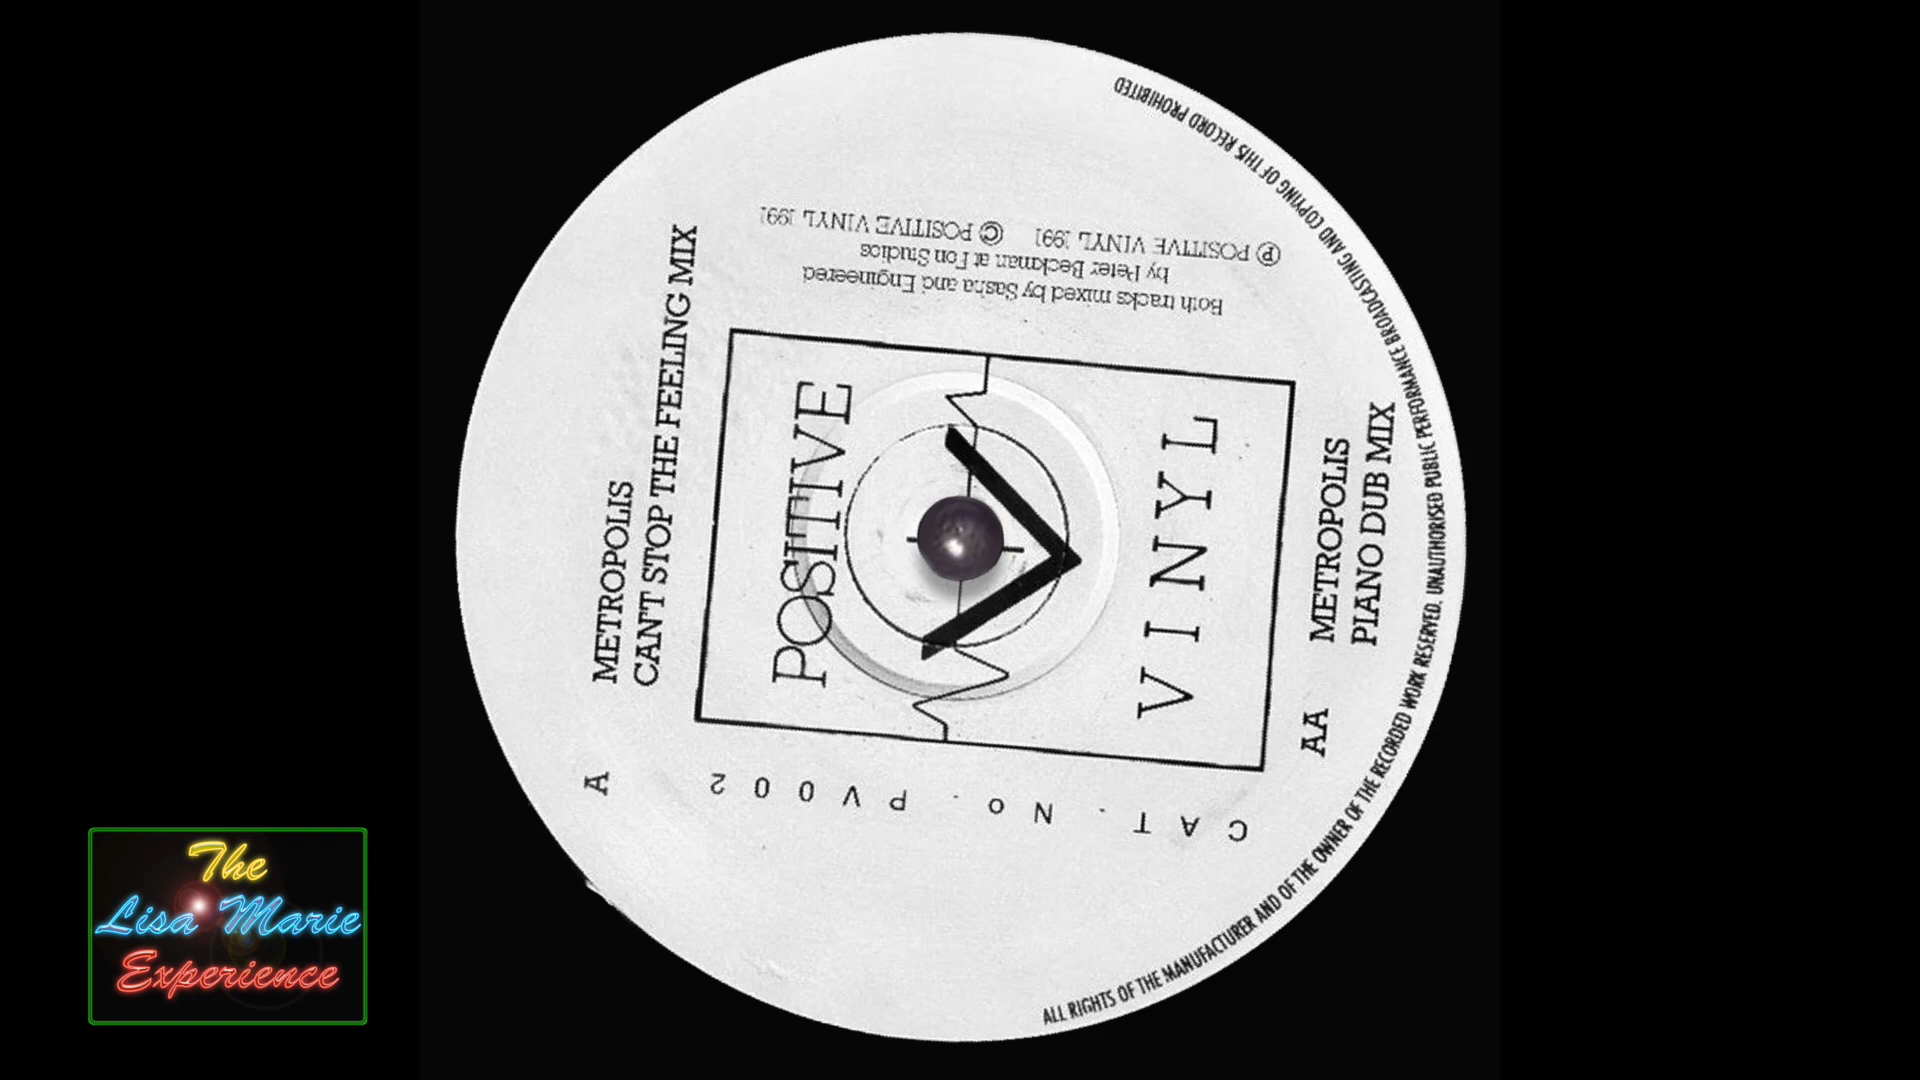 POSITIVE
VINYL
A
METROPOLIS
CAN'T STOP THE FEELING MIX
AA
METROPOLIS
PIANO DUB MIX
CAT. No. PV002
Both tracks mixed by Sasha and Engineered
by Peter Beckman at Fon Studios
Ⓟ POSITIVE VINYL 1991 © POSITIVE VINYL 1991
ALL RIGHTS OF THE MANUFACTURER AND OF THE OWNER OF THE RECORDED WORK RESERVED. UNAUTHORISED PUBLIC PERFORMANCE BROADCASTING AND COPYING OF THIS RECORD PROHIBITED
The
Lisa Marie
Experience